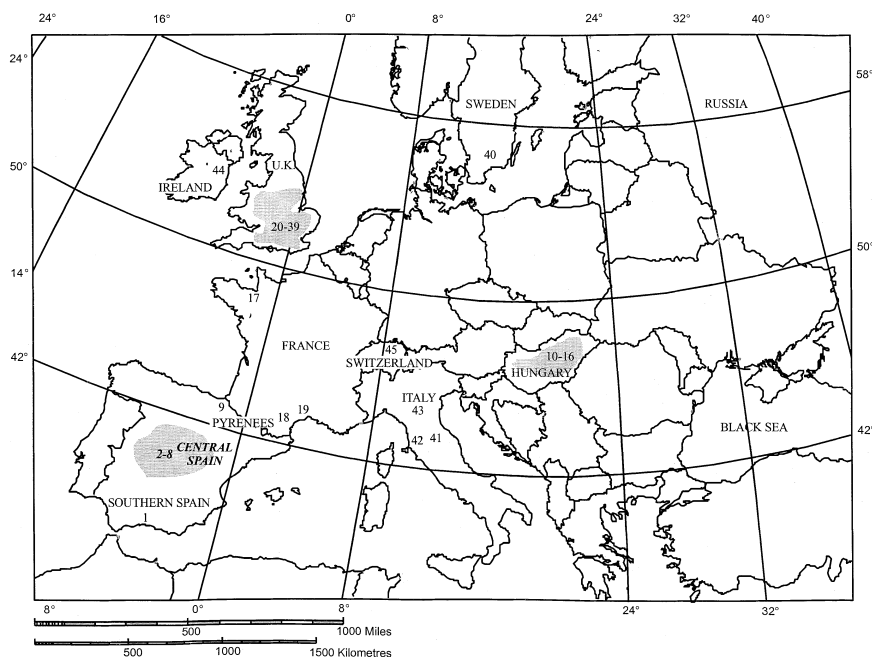 24° 16° 0° 8° 24° 32° 40°
24°
58°
SWEDEN RUSSIA
40
50°
44 U.K.
IRELAND
20-39
50°
14°
17
FRANCE 45
SWITZERLAND
10-16
HUNGARY
42°
ITALY
43
9
18 19
PYRENEES
BLACK SEA
42°
42 41
2-8 CENTRAL
SPAIN
SOUTHERN SPAIN
1
8° 0° 8° 24° 32°
500 1000 Miles
500 1000 1500 Kilometres